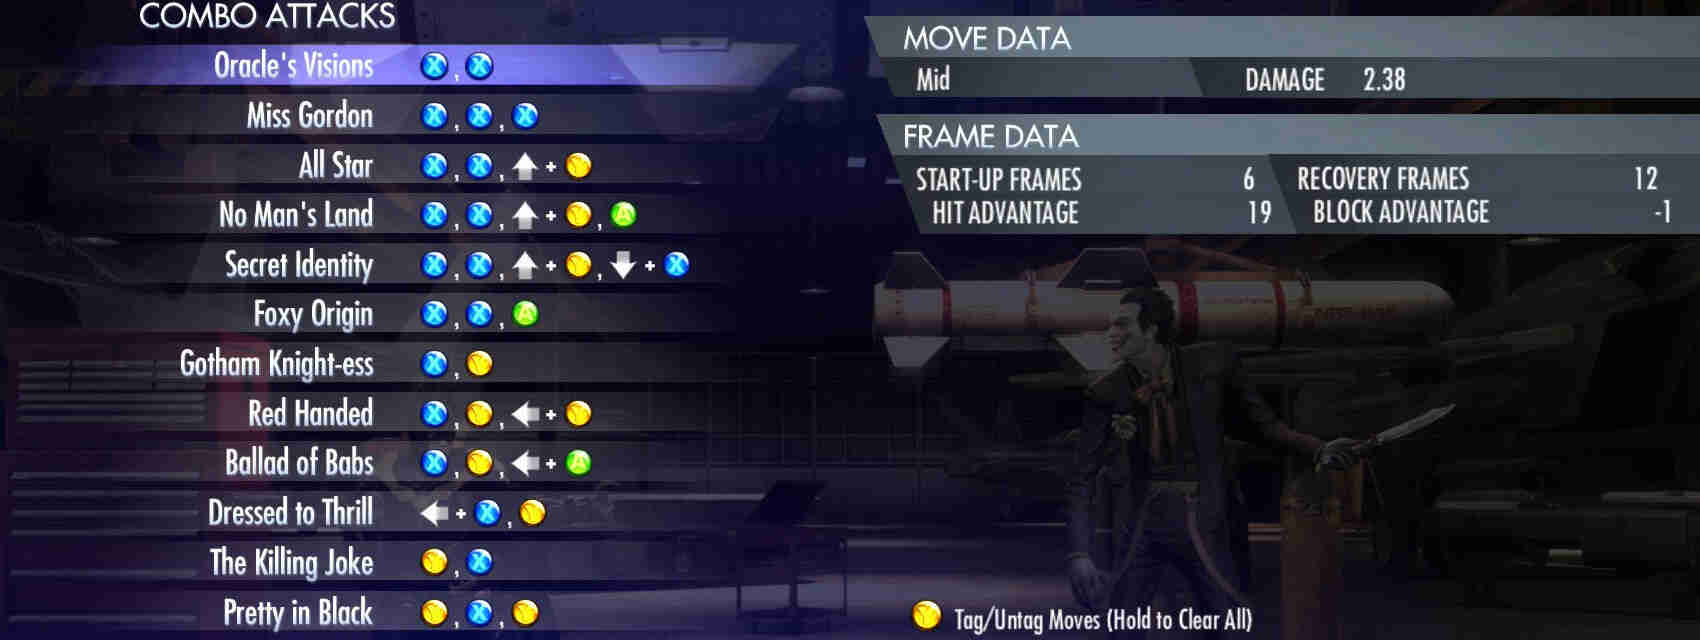 COMBO ATTACKS
Oracle's Visions X, X
Miss Gordon X, X, X
All Star X, X, ↑ + Y
No Man's Land X, X, ↑ + Y, A
Secret Identity X, X, ↑ + Y, ↓ + X
Foxy Origin X, X, A
Gotham Knight-ess X, Y
Red Handed X, Y, ← + Y
Ballad of Babs X, Y, ← + A
Dressed to Thrill ← + X, Y
The Killing Joke Y, X
Pretty in Black Y, X, Y
MOVE DATA
Mid DAMAGE 2.38
FRAME DATA
START-UP FRAMES 6 RECOVERY FRAMES 12
HIT ADVANTAGE 19 BLOCK ADVANTAGE -1
Y Tag/Untag Moves (Hold to Clear All)